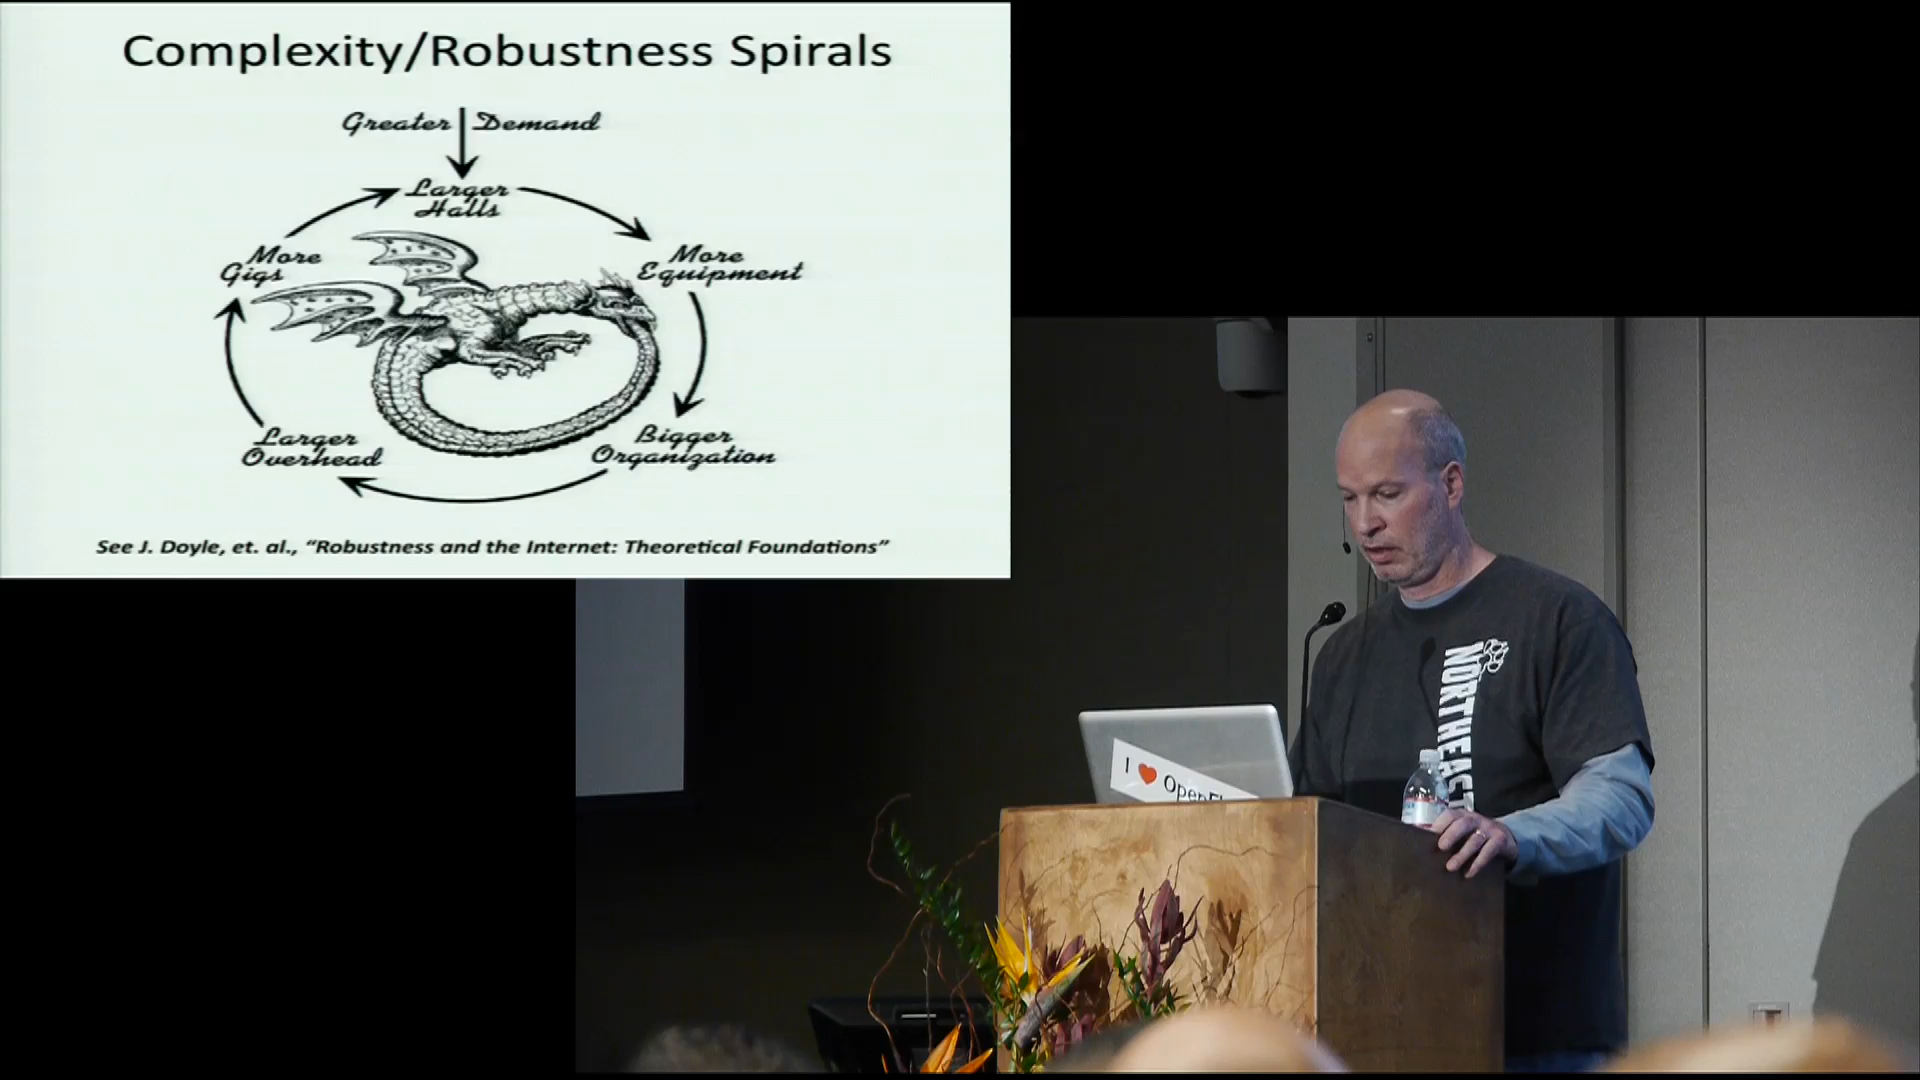 Complexity/Robustness Spirals
Greater Demand
Larger
Halls
More
Gigs
More
Equipment
Larger
Overhead
Bigger
Organization
See J. Doyle, et. al., “Robustness and the Internet: Theoretical Foundations”
I ❤ OpenFl
NORTHEAST